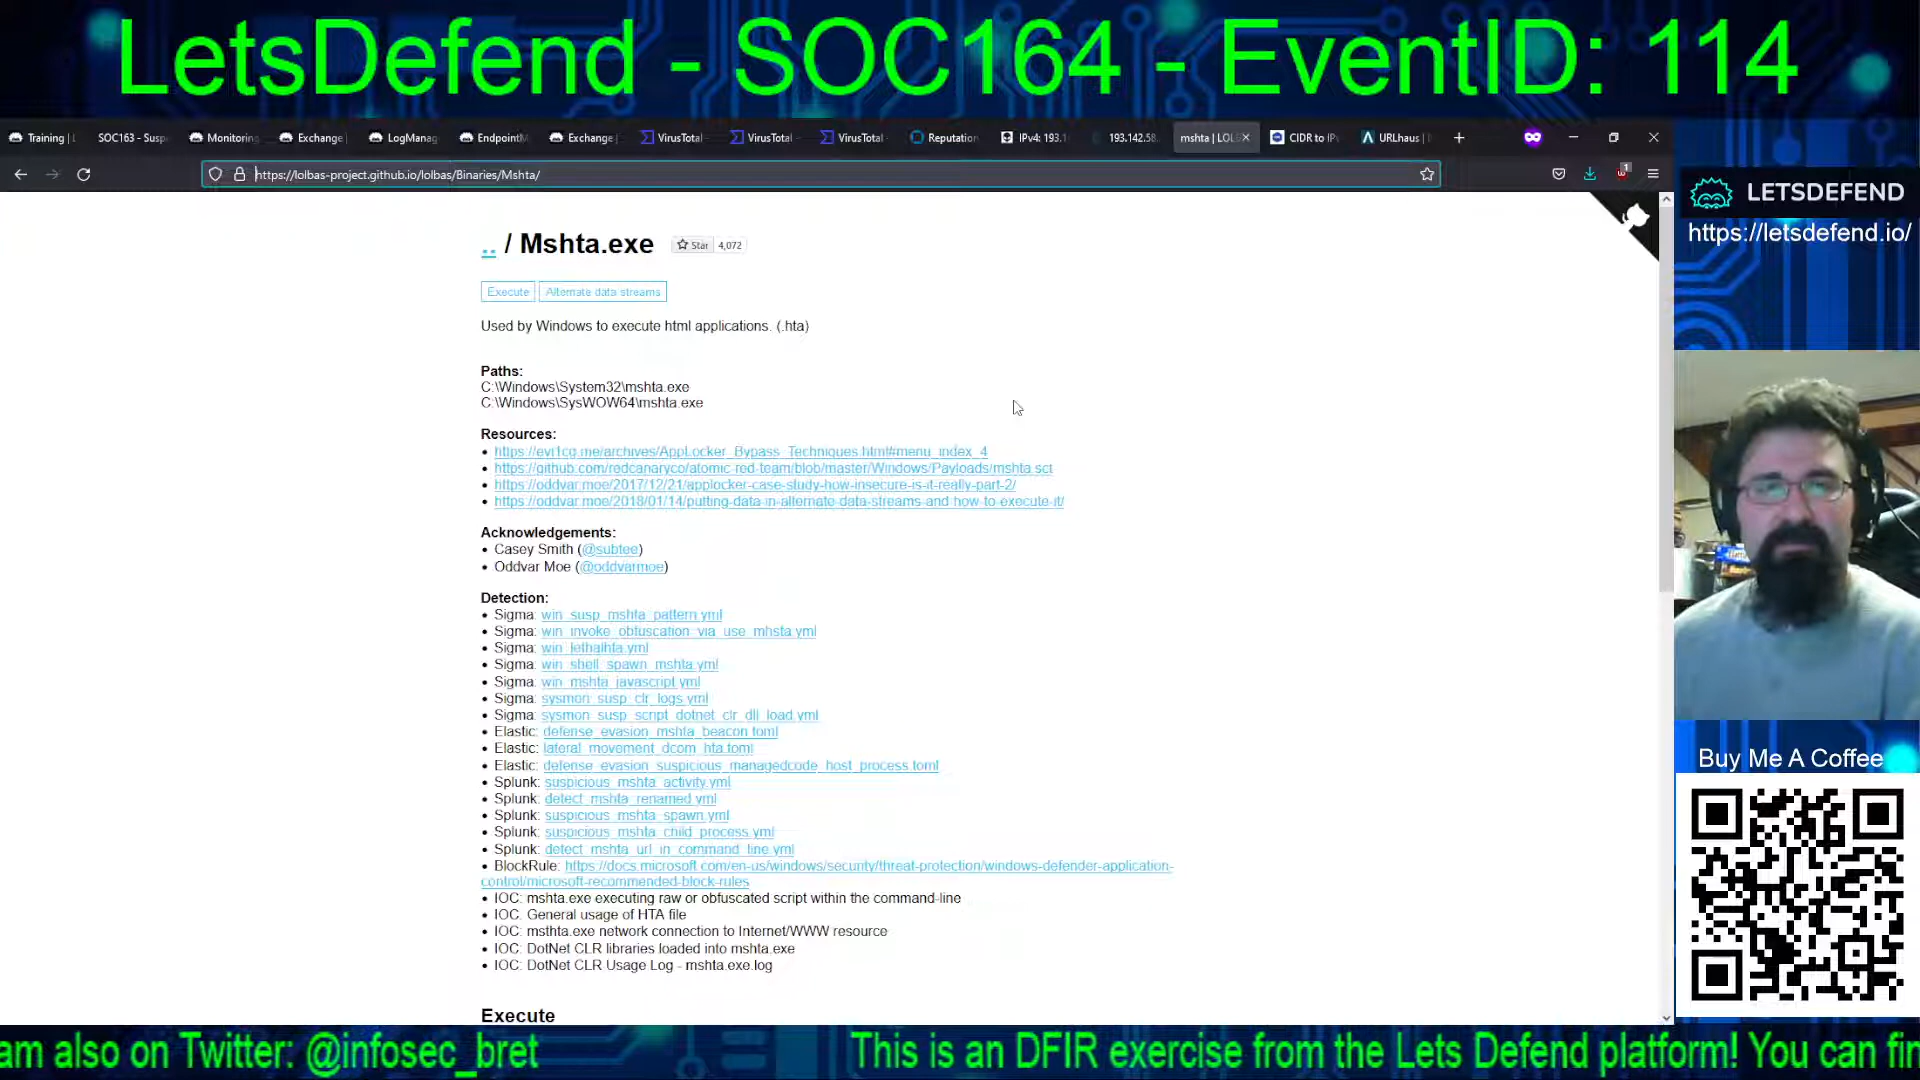 LetsDefend - SOC164 - EventID: 114
Training | L
SOC163 - Susp
Monitoring
Exchange |
LogManag
EndpointM
Exchange |
VirusTotal
VirusTotal
VirusTotal
Reputation
IPv4: 193.1
193.142.58.
mshta | LOL
CIDR to IPv
URLhaus |
https://lolbas-project.github.io/lolbas/Binaries/Mshta/
1
LETSDEFEND
https://letsdefend.io/
.. / Mshta.exe
Star 4,072
Execute
Alternate data streams
Used by Windows to execute html applications. (.hta)
Paths:
C:\Windows\System32\mshta.exe
C:\Windows\SysWOW64\mshta.exe
Resources:
• https://evi1cg.me/archives/AppLocker_Bypass_Techniques.html#menu_index_4
• https://github.com/redcanaryco/atomic-red-team/blob/master/Windows/Payloads/mshta.sct
• https://oddvar.moe/2017/12/21/applocker-case-study-how-insecure-is-it-really-part-2/
• https://oddvar.moe/2018/01/14/putting-data-in-alternate-data-streams-and-how-to-execute-it/
Acknowledgements:
• Casey Smith (@subtee)
• Oddvar Moe (@oddvarmoe)
Detection:
• Sigma: win_susp_mshta_pattern.yml
• Sigma: win_invoke_obfuscation_via_use_mhsta.yml
• Sigma: win_lethalhta.yml
• Sigma: win_shell_spawn_mshta.yml
• Sigma: win_mshta_javascript.yml
• Sigma: sysmon_susp_clr_logs.yml
• Sigma: sysmon_susp_script_dotnet_clr_dll_load.yml
• Elastic: defense_evasion_mshta_beacon.toml
• Elastic: lateral_movement_dcom_hta.toml
• Elastic: defense_evasion_suspicious_managedcode_host_process.toml
• Splunk: suspicious_mshta_activity.yml
• Splunk: detect_mshta_renamed.yml
• Splunk: suspicious_mshta_spawn.yml
• Splunk: suspicious_mshta_child_process.yml
• Splunk: detect_mshta_url_in_command_line.yml
• BlockRule: https://docs.microsoft.com/en-us/windows/security/threat-protection/windows-defender-application-
control/microsoft-recommended-block-rules
• IOC: mshta.exe executing raw or obfuscated script within the command-line
• IOC: General usage of HTA file
• IOC: msthta.exe network connection to Internet/WWW resource
• IOC: DotNet CLR libraries loaded into mshta.exe
• IOC: DotNet CLR Usage Log - mshta.exe.log
Execute
Buy Me A Coffee
am also on Twitter: @infosec_bret
This is an DFIR exercise from the Lets Defend platform! You can fin